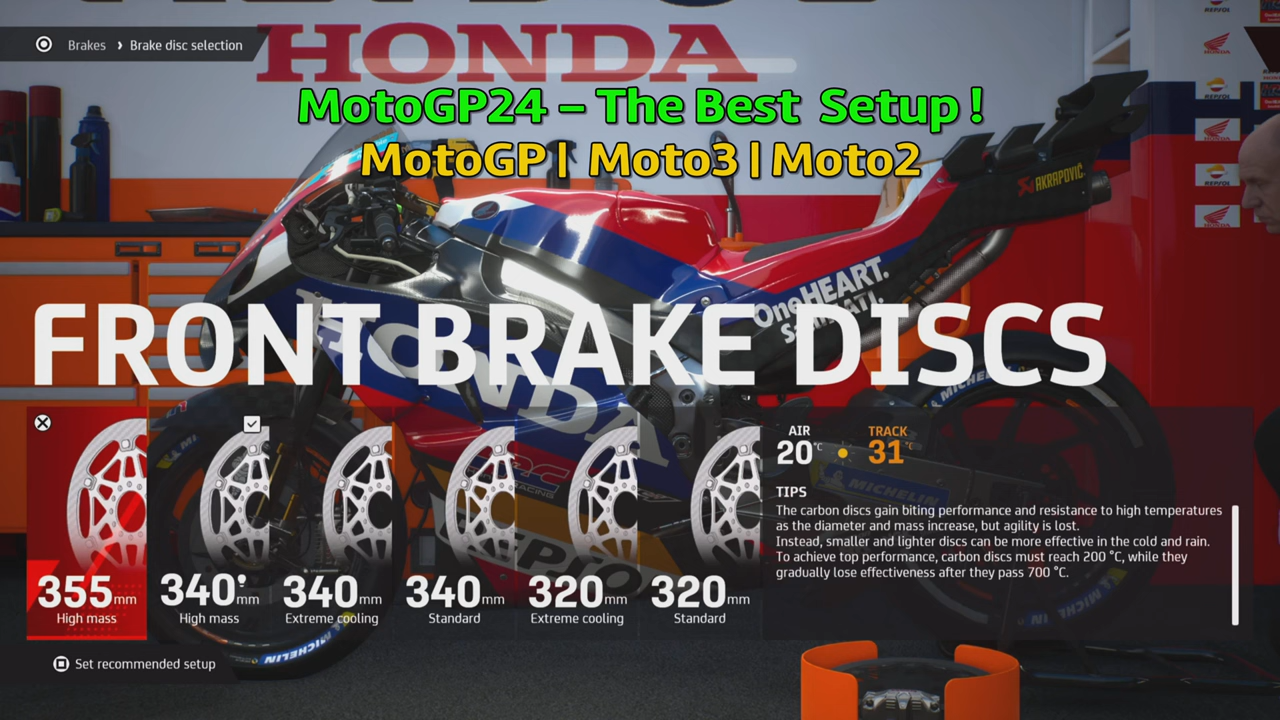 Brakes › Brake disc selection
HONDA
MotoGP24 – The Best Setup !
MotoGP | Moto3 | Moto2
AKRAPOVIČ
OneHEART.
FRONT BRAKE DISCS
HONDA
MICHELIN
REPSOL
355mm
High mass
340mm
High mass
340mm
Extreme cooling
340mm
Standard
320mm
Extreme cooling
320mm
Standard
AIR
20°C
TRACK
31°C
TIPS
The carbon discs gain biting performance and resistance to high temperatures
as the diameter and mass increase, but agility is lost.
Instead, smaller and lighter discs can be more effective in the cold and rain.
To achieve top performance, carbon discs must reach 200 °C, while they
gradually lose effectiveness after they pass 700 °C.
Set recommended setup